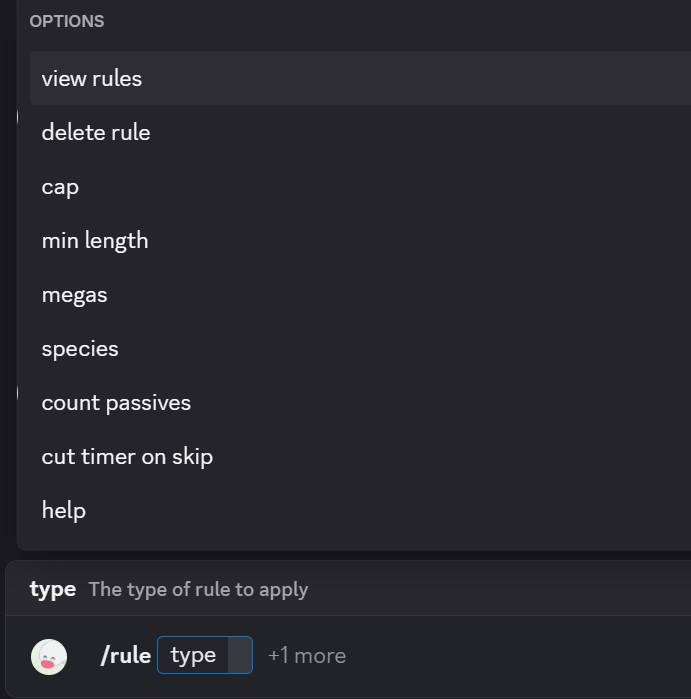 OPTIONS
view rules
delete rule
cap
min length
megas
species
count passives
cut timer on skip
help
type The type of rule to apply
/rule type +1 more